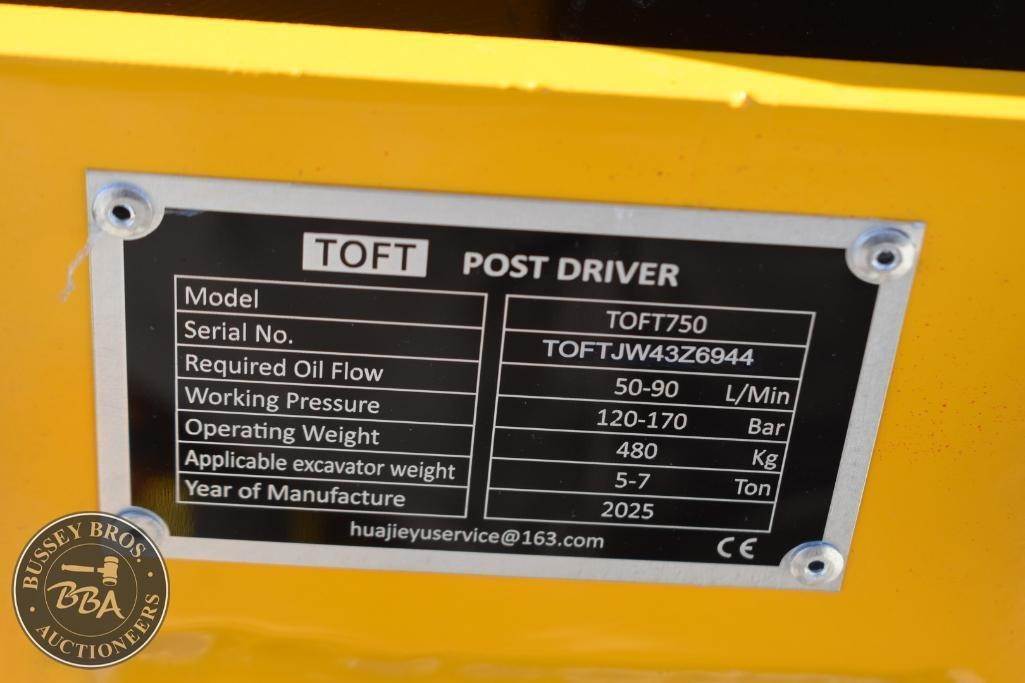 TOFT POST DRIVER
Model TOFT750
Serial No. TOFTJW43Z6944
Required Oil Flow 50-90 L/Min
Working Pressure 120-170 Bar
Operating Weight 480 Kg
Applicable excavator weight 5-7 Ton
Year of Manufacture 2025
huajieyuservice@163.com CE
BUSSEY BROS.
BBA
AUCTIONEERS